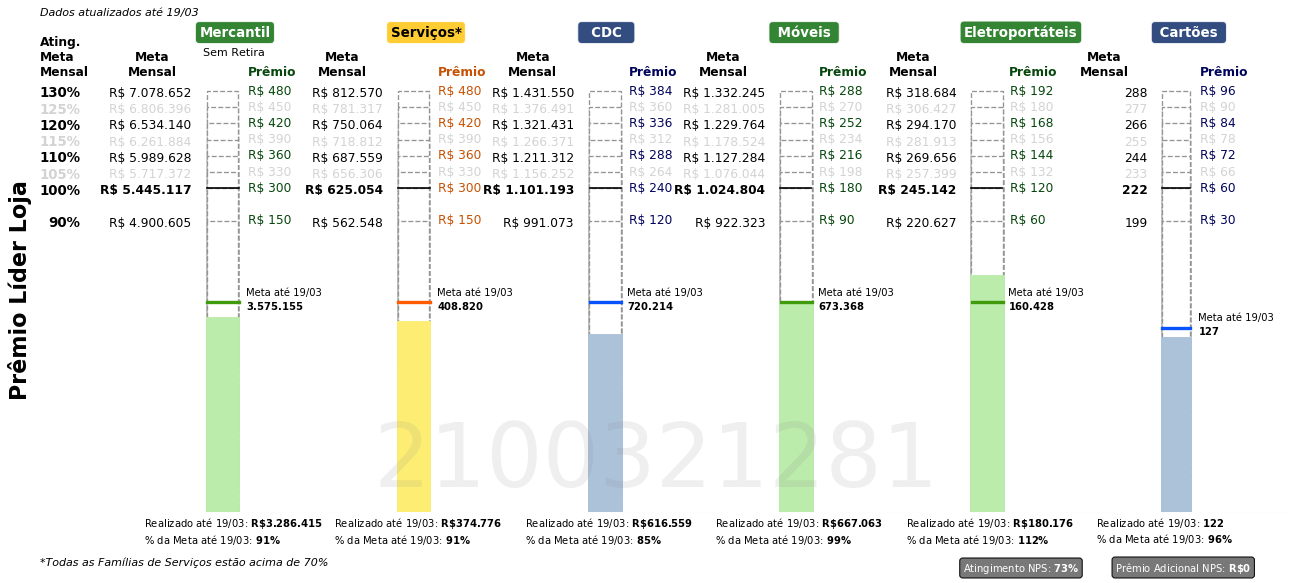 Dados atualizados até 19/03
Mercantil Serviços* CDC Móveis Eletroportáteis Cartões
Sem Retira
Ating. Meta Mensal
Meta Mensal Prêmio Meta Mensal Prêmio Meta Mensal Prêmio Meta Mensal Prêmio Meta Mensal Prêmio Meta Mensal Prêmio
130% R$ 7.078.652 R$ 480 R$ 812.570 R$ 480 R$ 1.431.550 R$ 384 R$ 1.332.245 R$ 288 R$ 318.684 R$ 192 288 R$ 96
125% R$ 6.806.396 R$ 450 R$ 781.317 R$ 450 R$ 1.376.491 R$ 360 R$ 1.281.005 R$ 270 R$ 306.427 R$ 180 277 R$ 90
120% R$ 6.534.140 R$ 420 R$ 750.064 R$ 420 R$ 1.321.431 R$ 336 R$ 1.229.764 R$ 252 R$ 294.170 R$ 168 266 R$ 84
115% R$ 6.261.884 R$ 390 R$ 718.812 R$ 390 R$ 1.266.371 R$ 312 R$ 1.178.524 R$ 234 R$ 281.913 R$ 156 255 R$ 78
110% R$ 5.989.628 R$ 360 R$ 687.559 R$ 360 R$ 1.211.312 R$ 288 R$ 1.127.284 R$ 216 R$ 269.656 R$ 144 244 R$ 72
105% R$ 5.717.372 R$ 330 R$ 656.306 R$ 330 R$ 1.156.252 R$ 264 R$ 1.076.044 R$ 198 R$ 257.399 R$ 132 233 R$ 66
100% R$ 5.445.117 R$ 300 R$ 625.054 R$ 300 R$ 1.101.193 R$ 240 R$ 1.024.804 R$ 180 R$ 245.142 R$ 120 222 R$ 60
90% R$ 4.900.605 R$ 150 R$ 562.548 R$ 150 R$ 991.073 R$ 120 R$ 922.323 R$ 90 R$ 220.627 R$ 60 199 R$ 30
Prêmio Líder Loja
Meta até 19/03 Meta até 19/03 Meta até 19/03 Meta até 19/03 Meta até 19/03
3.575.155 408.820 720.214 673.368 160.428
Meta até 19/03
127
2100321281
Realizado até 19/03: R$3.286.415 Realizado até 19/03: R$374.776 Realizado até 19/03: R$616.559 Realizado até 19/03: R$667.063 Realizado até 19/03: R$180.176 Realizado até 19/03: 122
% da Meta até 19/03: 91% % da Meta até 19/03: 91% % da Meta até 19/03: 85% % da Meta até 19/03: 99% % da Meta até 19/03: 112% % da Meta até 19/03: 96%
*Todas as Famílias de Serviços estão acima de 70%
Atingimento NPS: 73% Prêmio Adicional NPS: R$0